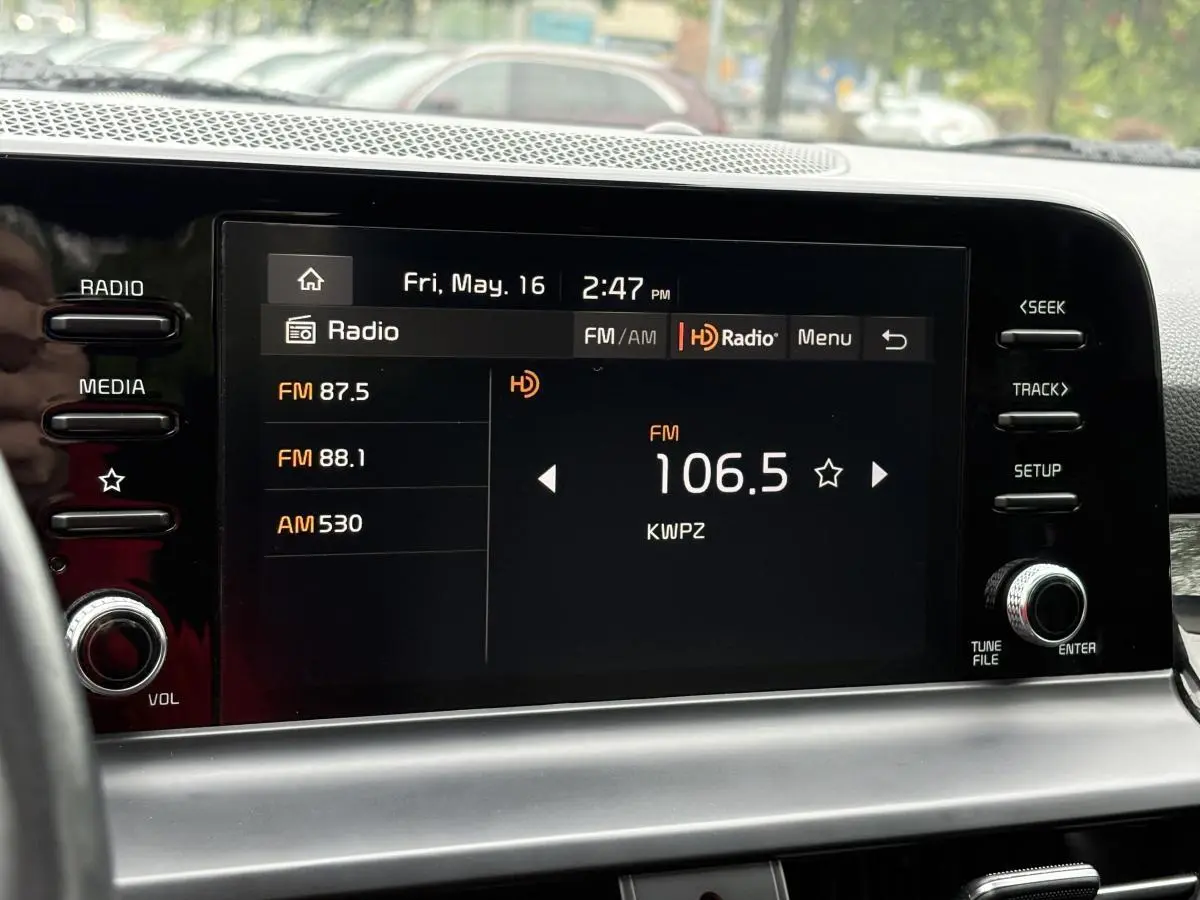 RADIO
MEDIA
VOL
Fri, May. 16 2:47 PM
Radio FM/AM HD Radio® Menu
FM 87.5
FM 88.1
AM 530
HD
FM
106.5
KWPZ
<SEEK
TRACK>
SETUP
TUNE
FILE
ENTER